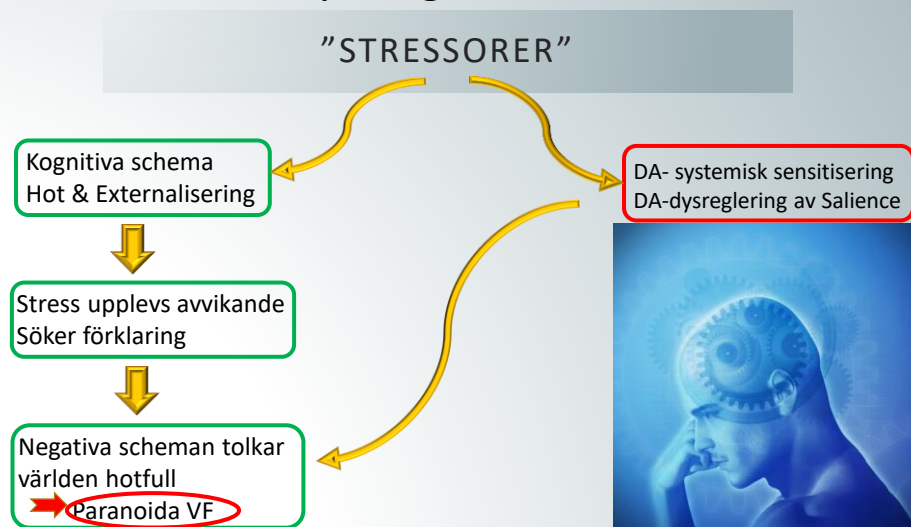 ”STRESSORER”
Kognitiva schema
Hot & Externalisering
DA- systemisk sensitisering
DA-dysreglering av Salience
Stress upplevs avvikande
Söker förklaring
Negativa scheman tolkar
världen hotfull
Paranoida VF